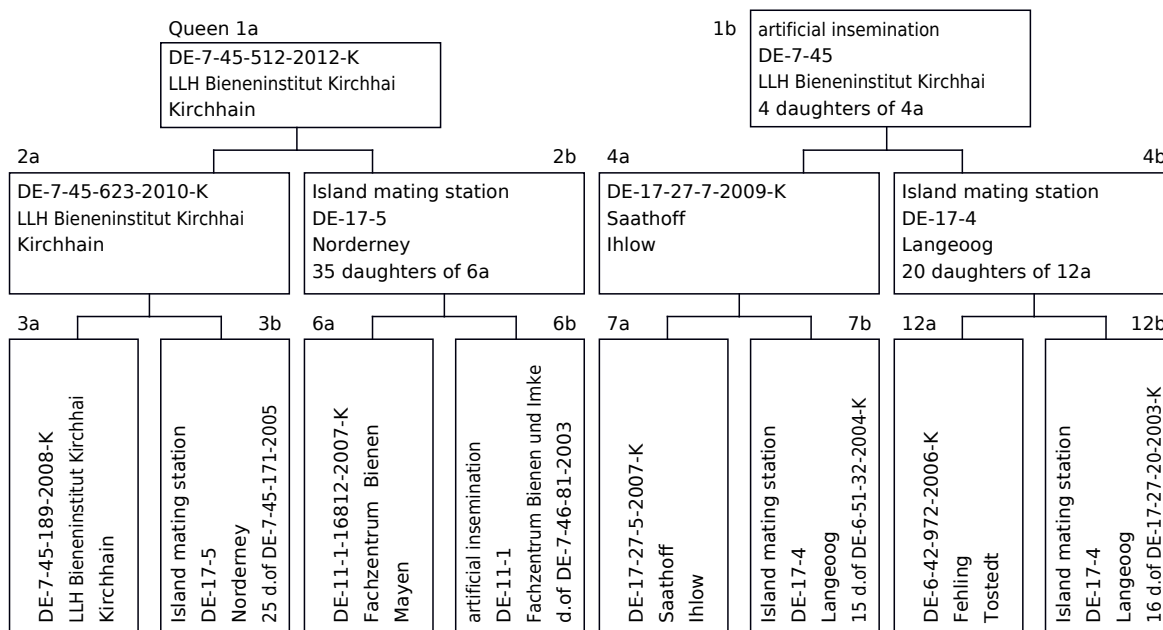 Queen 1a
DE-7-45-512-2012-K
LLH Bieneninstitut Kirchhai
Kirchhain
1b
artificial insemination
DE-7-45
LLH Bieneninstitut Kirchhai
4 daughters of 4a
2a
DE-7-45-623-2010-K
LLH Bieneninstitut Kirchhai
Kirchhain
2b
Island mating station
DE-17-5
Norderney
35 daughters of 6a
4a
DE-17-27-7-2009-K
Saathoff
Ihlow
4b
Island mating station
DE-17-4
Langeoog
20 daughters of 12a
3a
DE-7-45-189-2008-K
LLH Bieneninstitut Kirchhai
Kirchhain
3b
Island mating station
DE-17-5
Norderney
25 d.of DE-7-45-171-2005
6a
DE-11-1-16812-2007-K
Fachzentrum Bienen
Mayen
6b
artificial insemination
DE-11-1
Fachzentrum Bienen und Imke
d.of DE-7-46-81-2003
7a
DE-17-27-5-2007-K
Saathoff
Ihlow
7b
Island mating station
DE-17-4
Langeoog
15 d.of DE-6-51-32-2004-K
12a
DE-6-42-972-2006-K
Fehling
Tostedt
12b
Island mating station
DE-17-4
Langeoog
16 d.of DE-17-27-20-2003-K